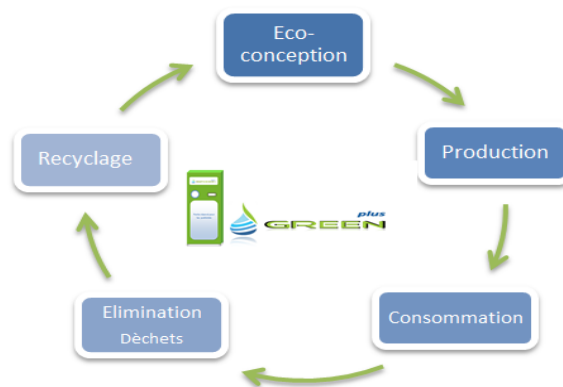 Eco-
conception
Production
Consommation
Elimination
Dèchets
Recyclage
GREEN plus